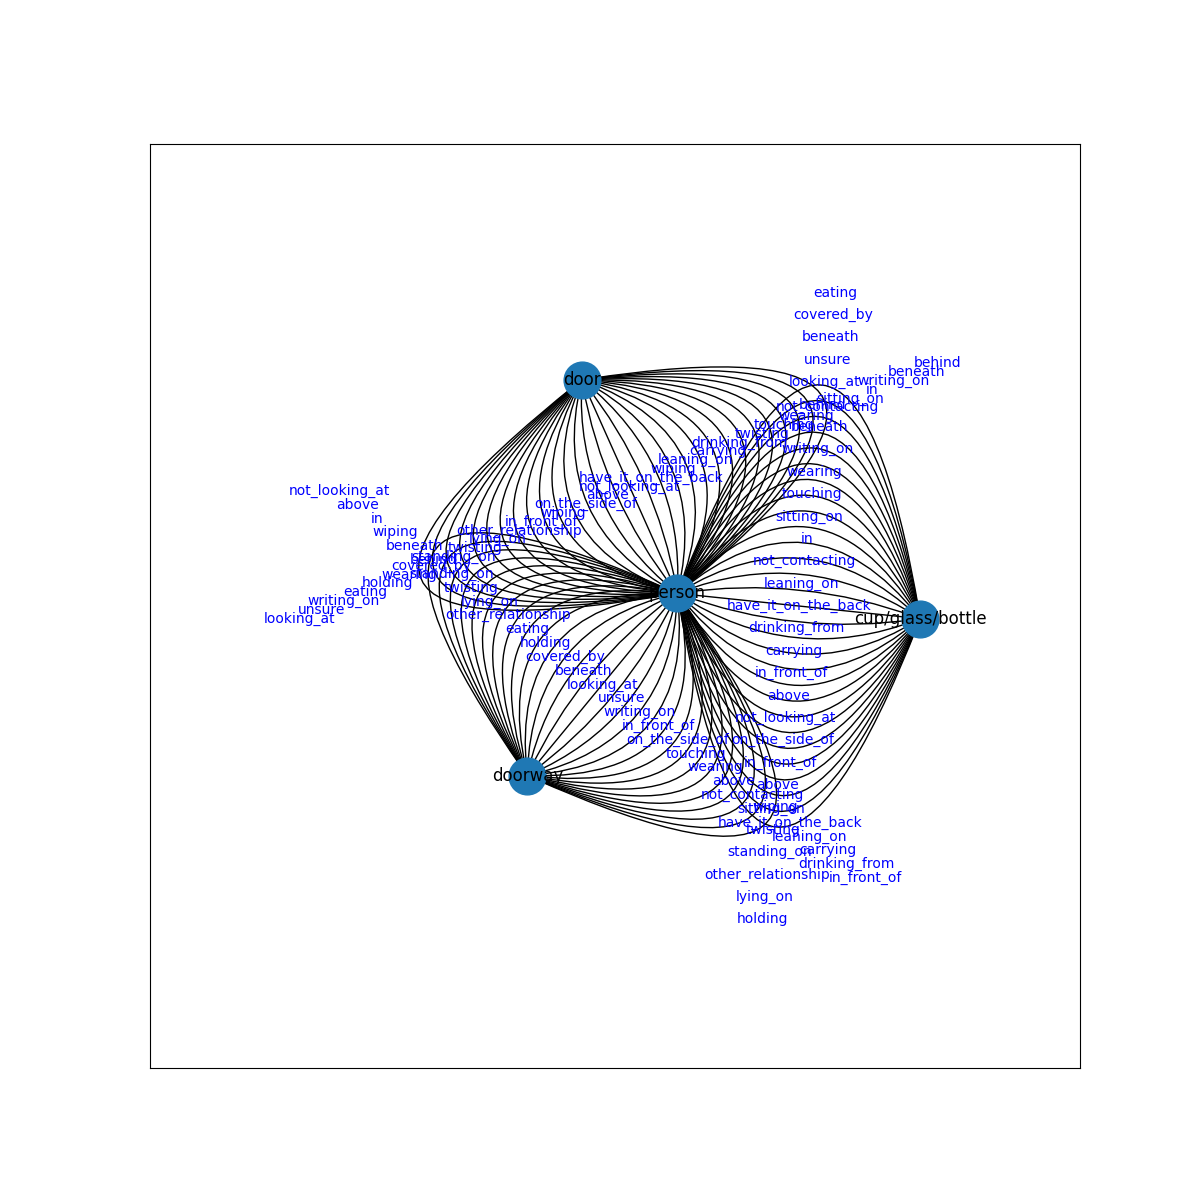 eating
covered_by
beneath
unsure
behind
beneath
looking_at
writing_on
in
sitting_on
behind
not_contacting
wearing
touching
beneath
twisting
drinking_from
writing_on
carrying
leaning_on
wiping
wearing
have_it_on_the_back
not_looking_at
above
touching
on_the_side_of
wiping
in_front_of
sitting_on
other_relationship
lying_on
in
twisting
standing_on
not_looking_at
above
in
wiping
beneath
behind
covered_by
wearing
standing_on
holding
twisting
eating
writing_on
lying_on
unsure
other_relationship
looking_at
door
person
cup/glass/bottle
doorway
not_contacting
leaning_on
have_it_on_the_back
drinking_from
carrying
in_front_of
above
not_looking_at
on_the_side_of
in_front_of
above
wiping
twisting
standing_on
other_relationship
lying_on
holding
eating
holding
covered_by
beneath
looking_at
unsure
writing_on
in_front_of
on_the_side_of
touching
wearing
above
not_contacting
sitting_on
have_it_on_the_back
leaning_on
carrying
drinking_from
in_front_of